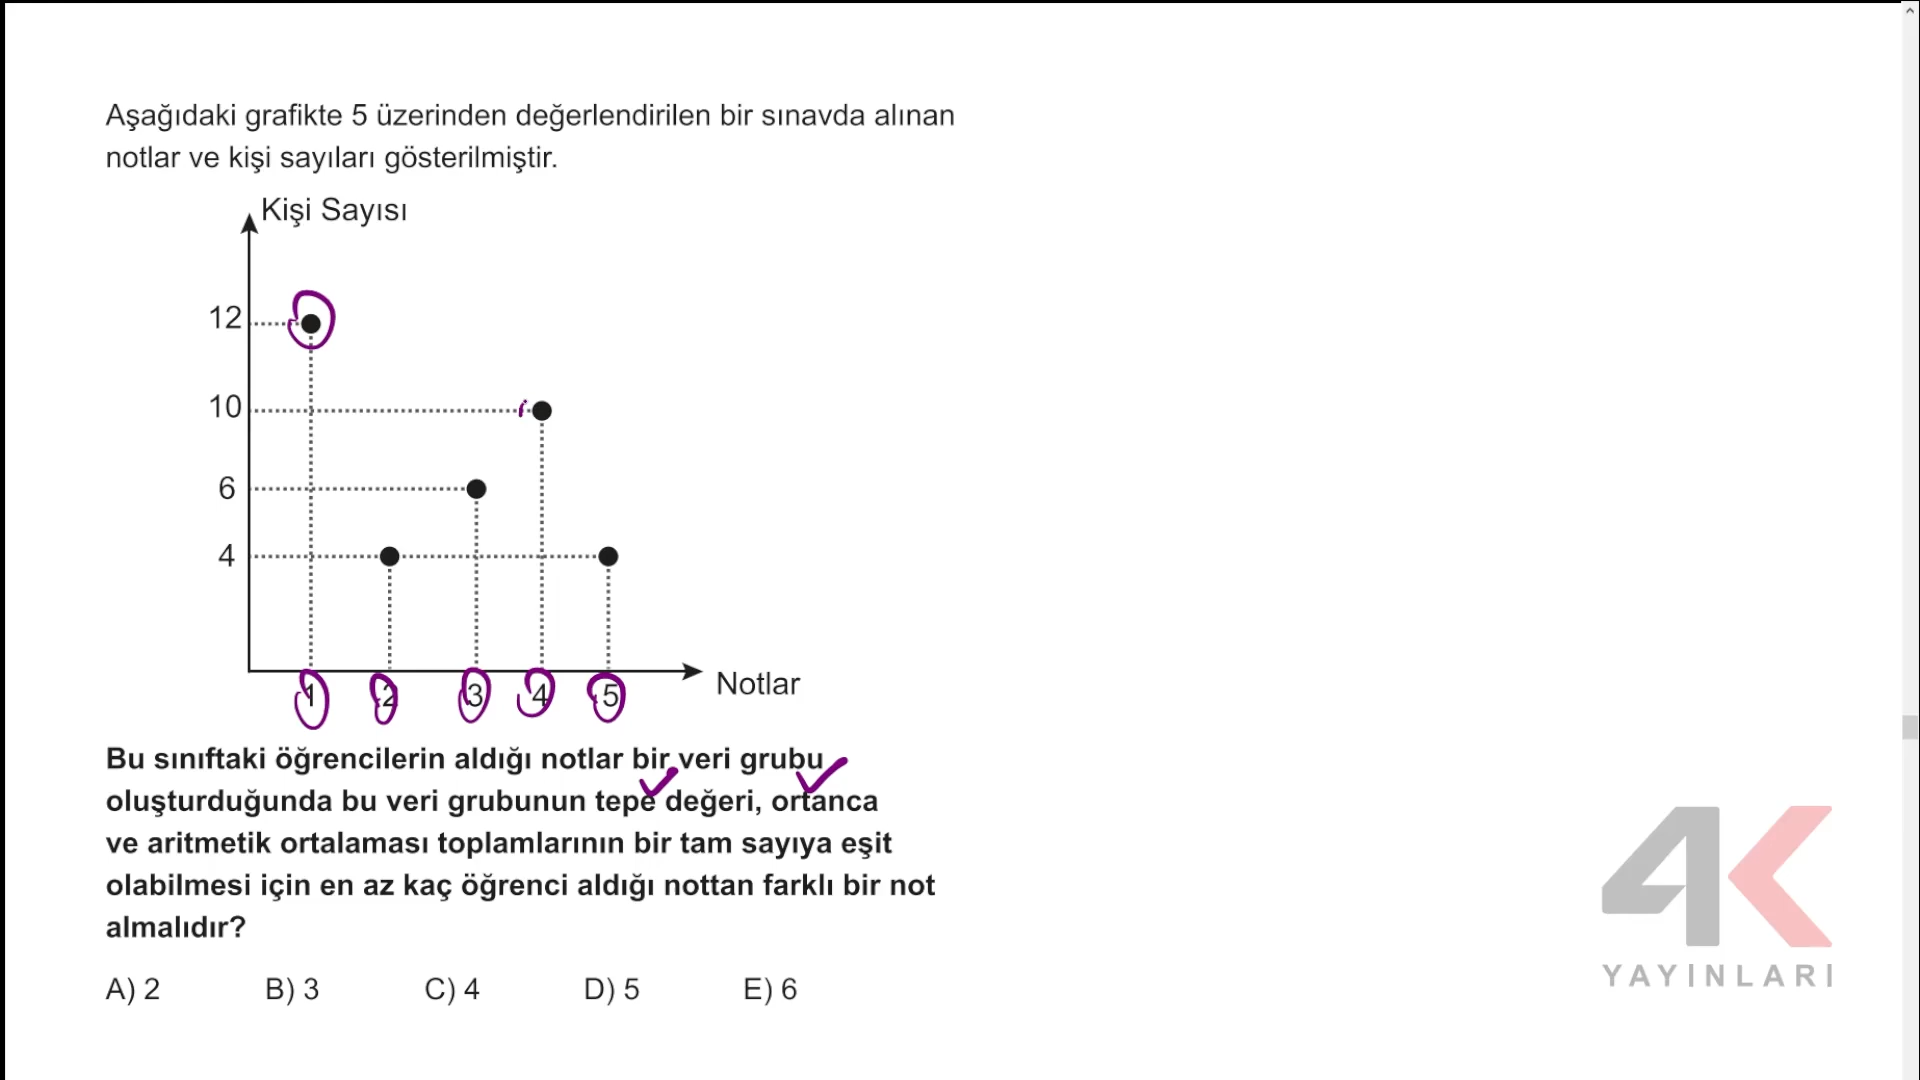 Aşağıdaki grafikte 5 üzerinden değerlendirilen bir sınavda alınan
notlar ve kişi sayıları gösterilmiştir.
Kişi Sayısı
12
10
6
4
1 2 3 4 5
Notlar
Bu sınıftaki öğrencilerin aldığı notlar bir veri grubu
oluşturduğunda bu veri grubunun tepe değeri, ortanca
ve aritmetik ortalaması toplamlarının bir tam sayıya eşit
olabilmesi için en az kaç öğrenci aldığı nottan farklı bir not
almalıdır?
A) 2 B) 3 C) 4 D) 5 E) 6
4K
YAYINLARI